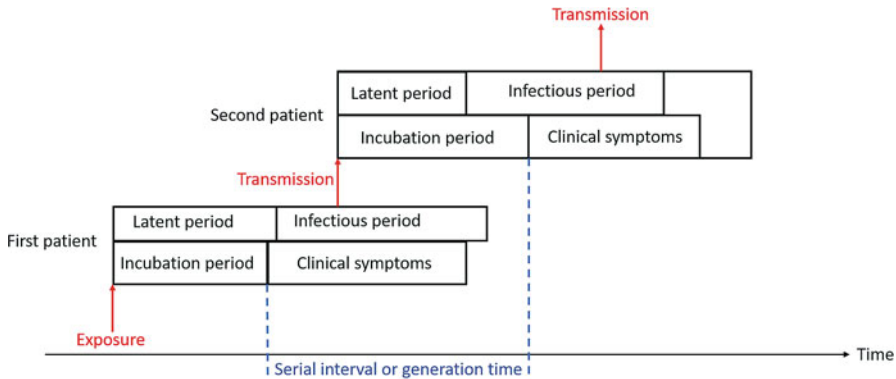 Transmission
Latent period
Infectious period
Second patient
Incubation period
Clinical symptoms
Transmission
Latent period
Infectious period
First patient
Incubation period
Clinical symptoms
Exposure
Time
Serial interval or generation time